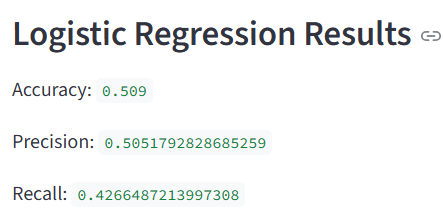 Logistic Regression Results
Accuracy: 0.509
Precision: 0.5051792828685259
Recall: 0.4266487213997308